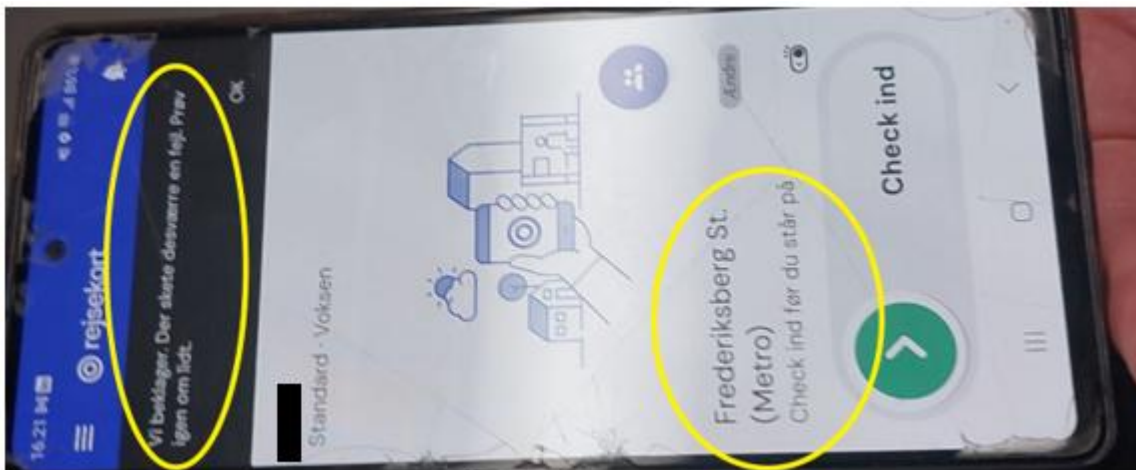 16:21
rejsekort
Vi beklager. Der skete desværre en fejl. Prøv
igen om lidt.
OK
Standard · Voksen
Frederiksberg St.
(Metro)
Ændre
Check ind før du står på
Check ind